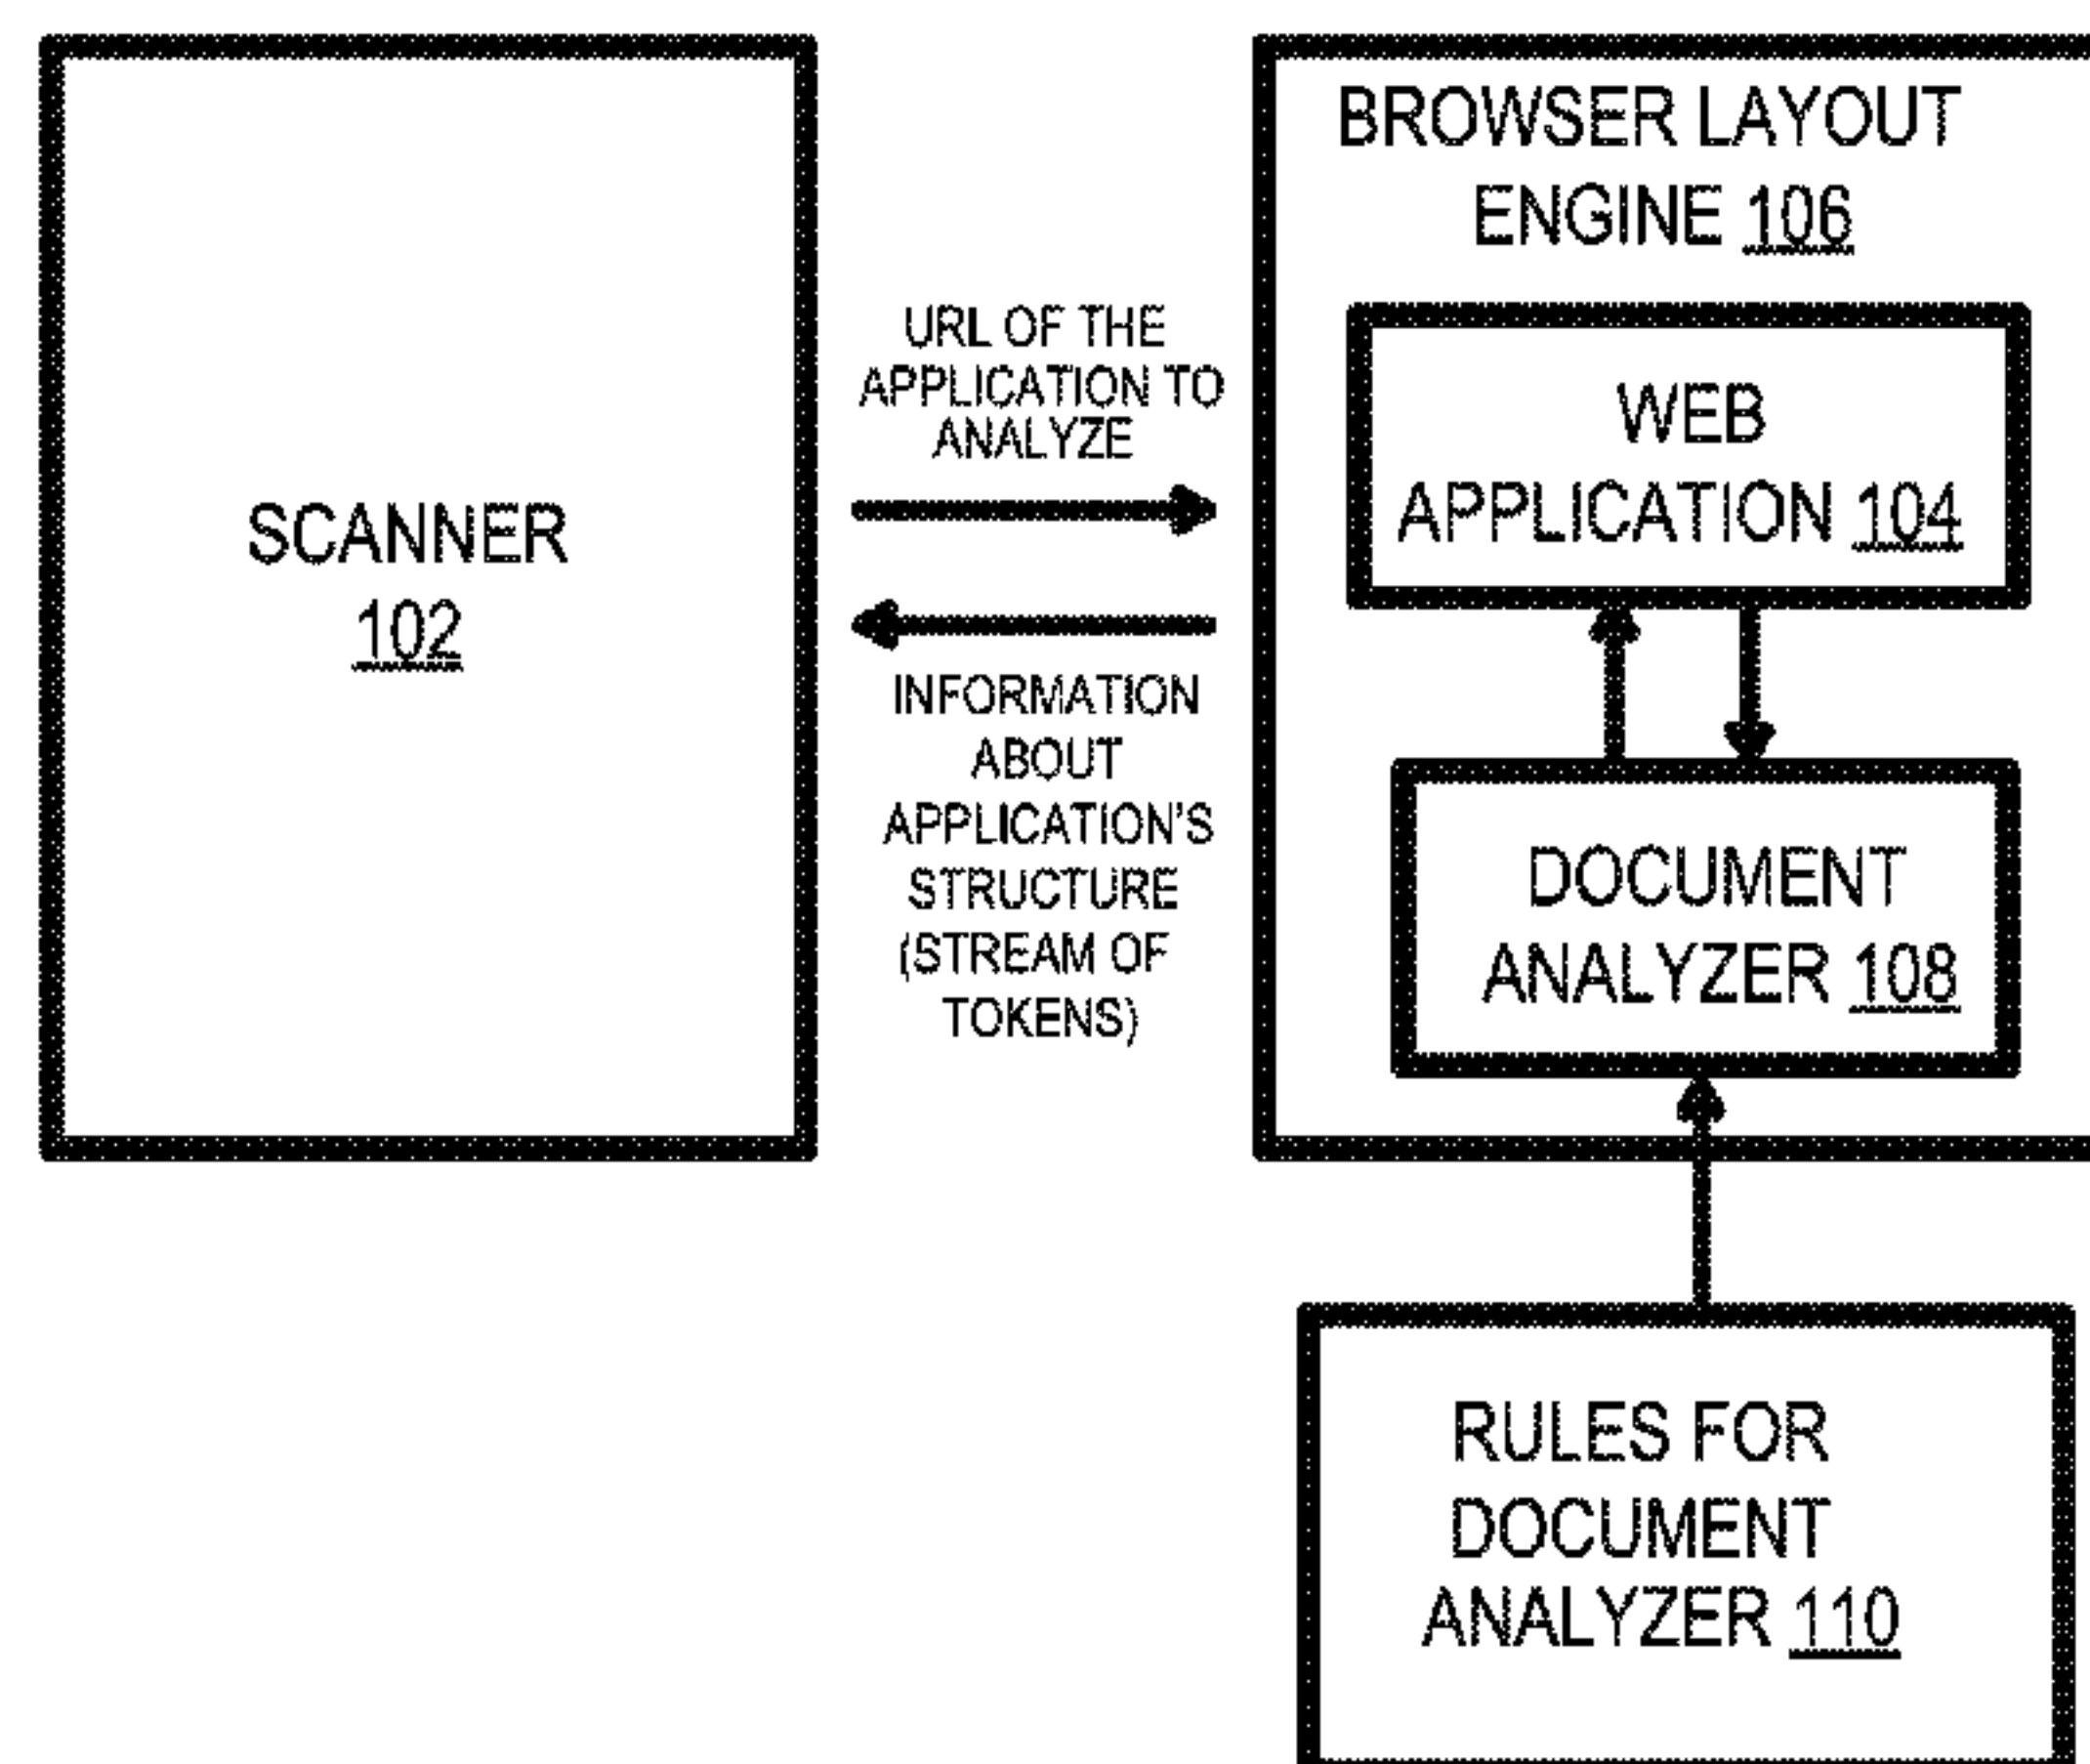 SCANNER
102
URL OF THE
APPLICATION TO
ANALYZE
INFORMATION
ABOUT
APPLICATION'S
STRUCTURE
(STREAM OF
TOKENS)
BROWSER LAYOUT
ENGINE 106
WEB
APPLICATION 104
DOCUMENT
ANALYZER 108
RULES FOR
DOCUMENT
ANALYZER 110